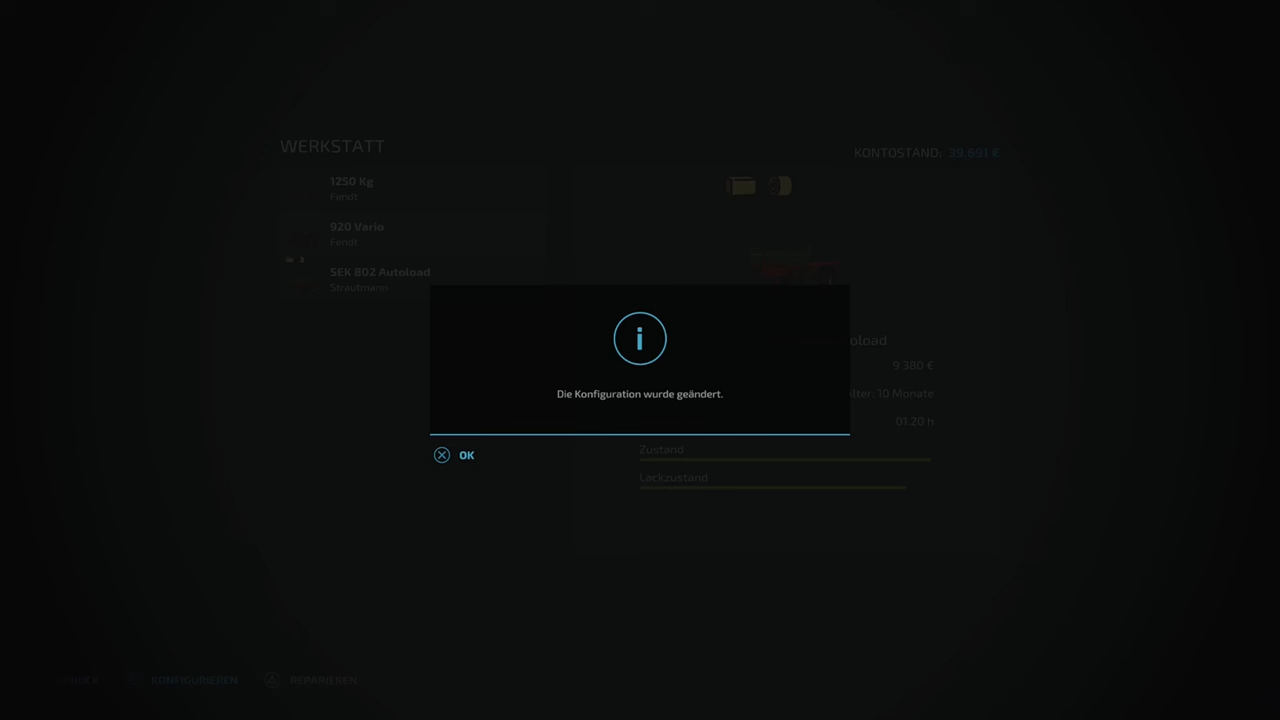 WERKSTATT
KONTOSTAND: 39.691 €
1250 Kg
Fendt
920 Vario
Fendt
SEK 802 Autoload
Strautmann
oload
9.380 €
lter: 10 Monate
01:20 h
Die Konfiguration wurde geändert.
OK
Zustand
Lackzustand
KONFIGURIEREN
REPARIEREN